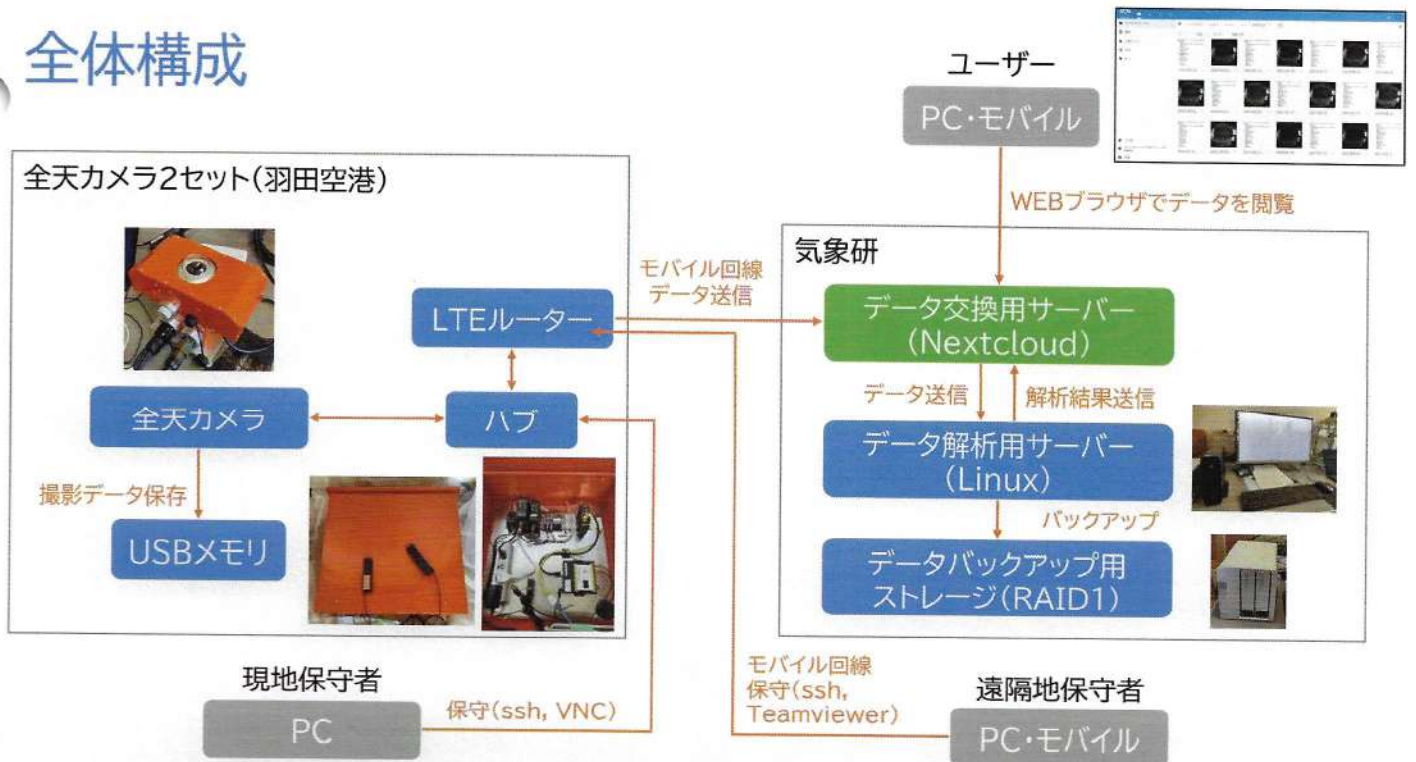 全体構成
ユーザー
PC・モバイル
WEBブラウザでデータを閲覧
全天カメラ2セット(羽田空港)
LTEルーター
モバイル回線
データ送信
全天カメラ
ハブ
撮影データ保存
USBメモリ
気象研
データ交換用サーバー
(Nextcloud)
データ送信
解析結果送信
データ解析用サーバー
(Linux)
バックアップ
データバックアップ用
ストレージ(RAID1)
現地保守者
PC
保守(ssh, VNC)
モバイル回線
保守(ssh,
Teamviewer)
遠隔地保守者
PC・モバイル